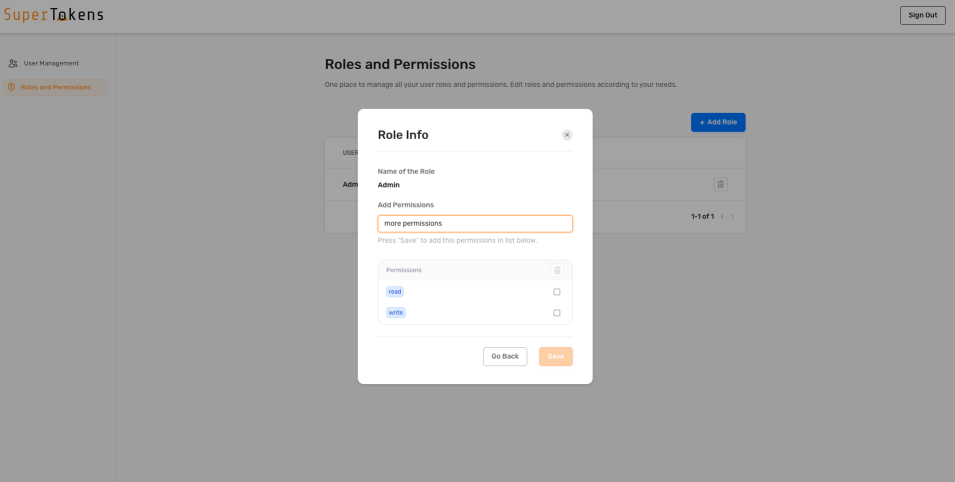 SuperTokens
Sign Out
User Management
Roles and Permissions
Roles and Permissions
One place to manage all your user roles and permissions. Edit roles and permissions according to your needs.
+ Add Role
USER
Adm
1-1 of 1
Role Info
Name of the Role
Admin
Add Permissions
more permissions
Press "Save" to add this permissions in list below.
Permissions
read
write
Go Back
Save